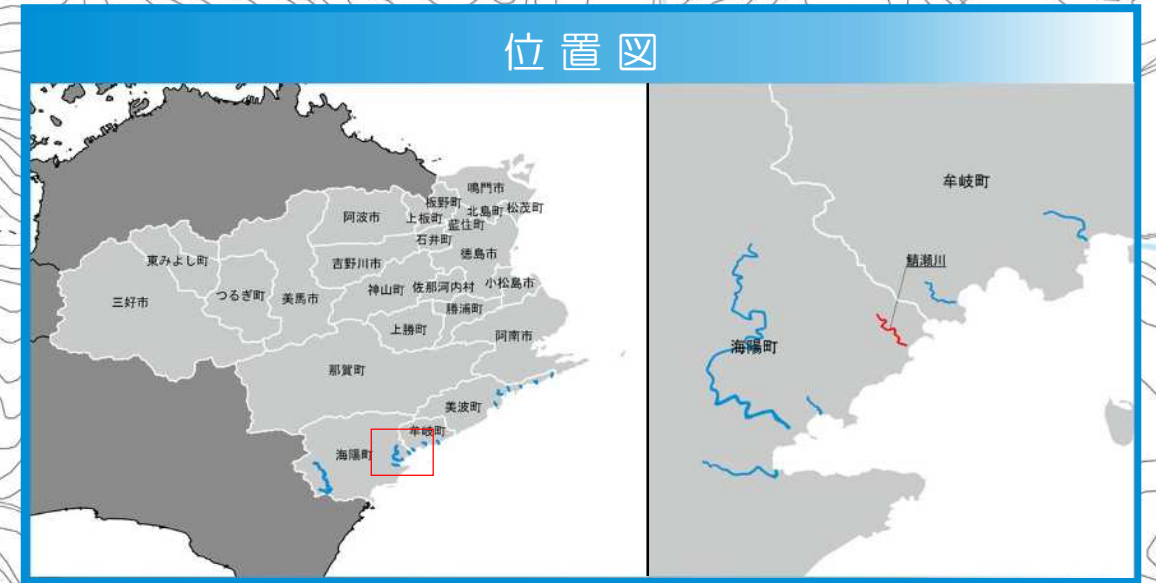 位置図
鳴門市
板野町
松茂町
北島町
上板町
阿波市
藍住町
石井町
徳島市
吉野川市
東みよし町
小松島市
佐那河内村
神山町
つるぎ町
美馬市
三好市
勝浦町
上勝町
阿南市
那賀町
美波町
牟岐町
海陽町
牟岐町
鯖瀬川
海陽町